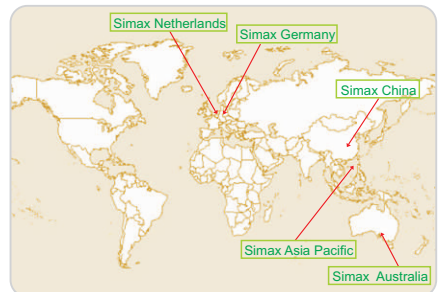 Simax Netherlands
Simax Germany
Simax China
Simax Asia Pacific
Simax Australia